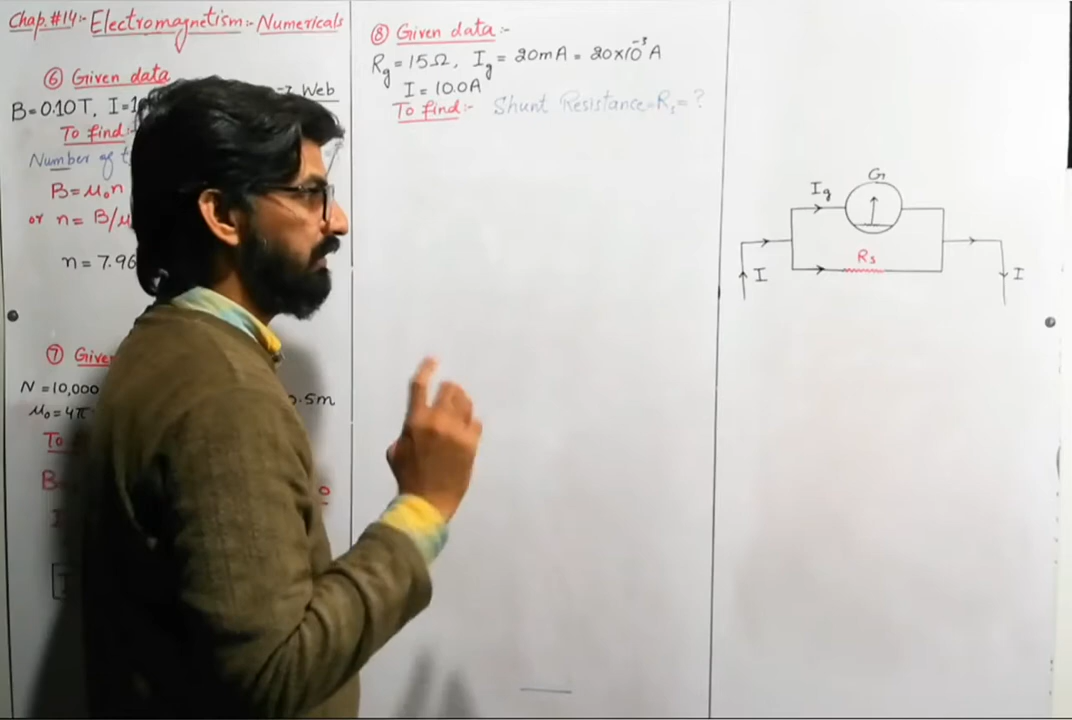 Chap.#14:- Electromagnetism:- Numericals
⑥ Given data
B=0.10T, I=1
Web
To find:-
Number of
B=μ₀n
or n= B/μ
n=7.96
⑦ Give
N=10,000
0.5m
μ₀=4π
To
B
⑧ Given data:-
Rg=15Ω, Ig=20mA=20×10⁻³A
I=10.0A
To find:- Shunt Resistance=Rs=?
G
Ig
Rs
I
I